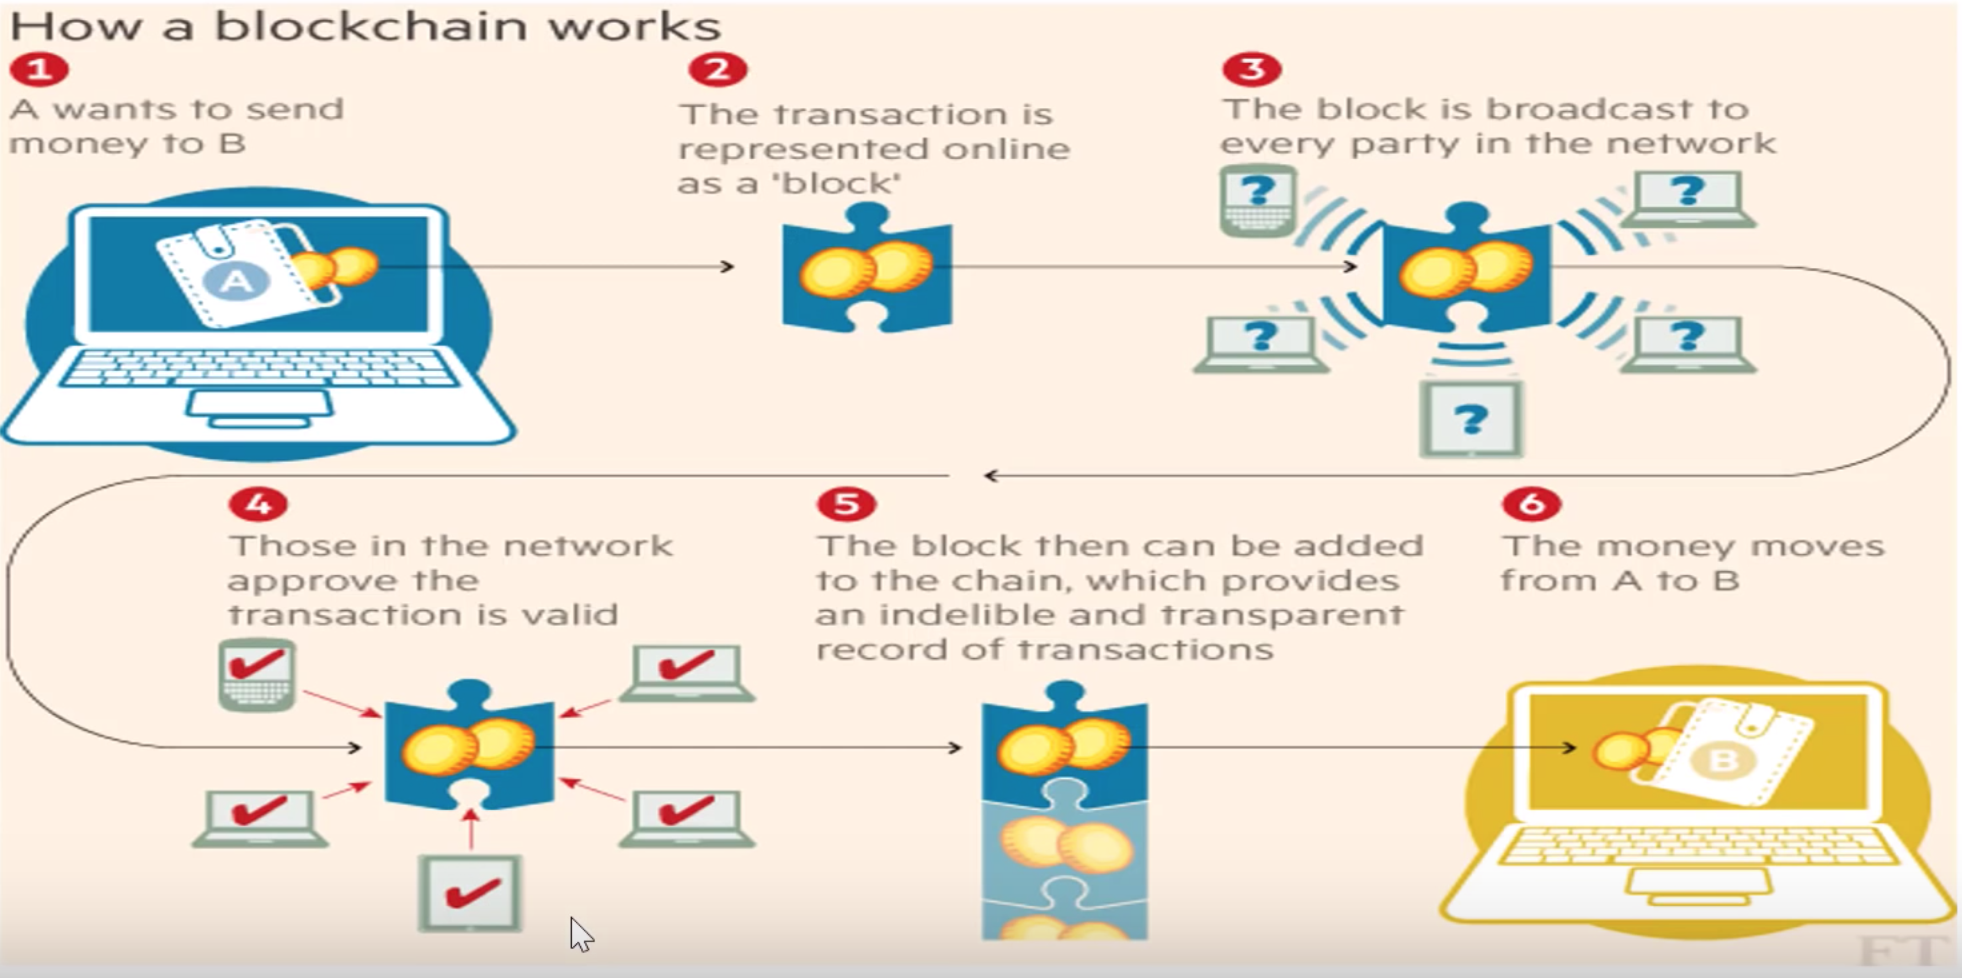 How a blockchain works
1
A wants to send
money to B
2
The transaction is
represented online
as a 'block'
3
The block is broadcast to
every party in the network
?
?
?
?
?
A
4
Those in the network
approve the
transaction is valid
5
The block then can be added
to the chain, which provides
an indelible and transparent
record of transactions
6
The money moves
from A to B
B
FT